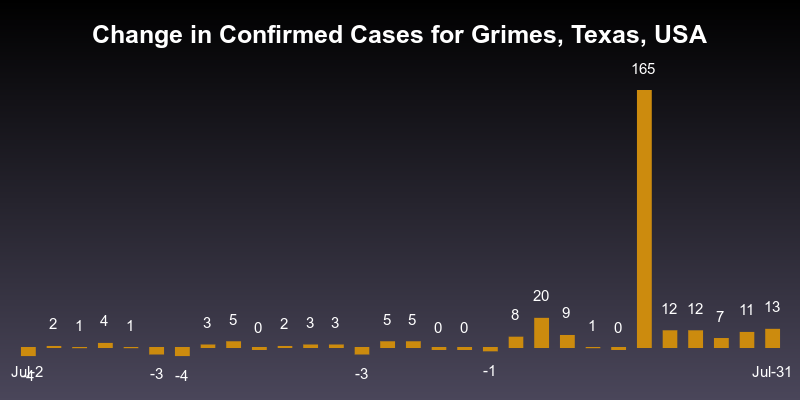 Change in Confirmed Cases for Grimes, Texas, USA
165
20
2 1 4 1 3 5 0 2 3 3 5 5 0 0 8 9 1 0 12 12 7 11 13
-4 -3 -4 -3 -1
Jul-2 Jul-31